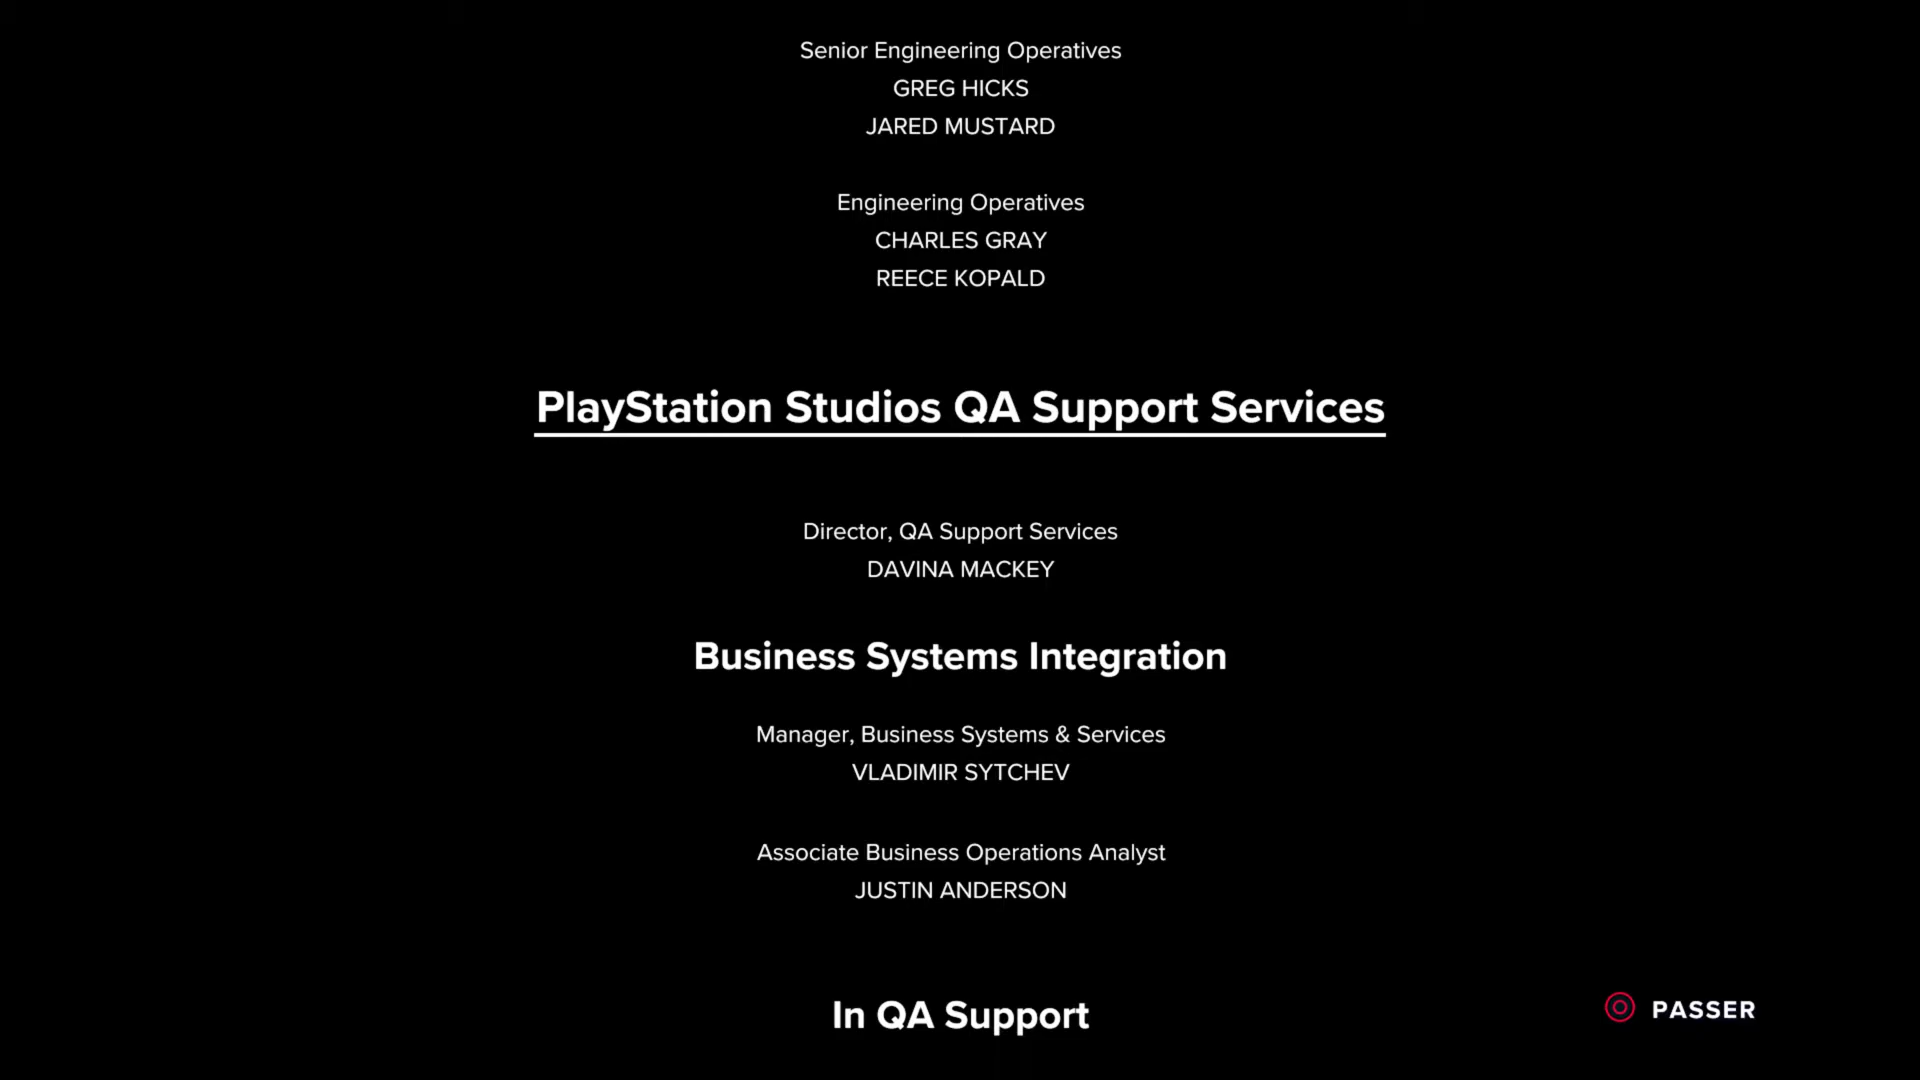 Senior Engineering Operatives
GREG HICKS
JARED MUSTARD
Engineering Operatives
CHARLES GRAY
REECE KOPALD
PlayStation Studios QA Support Services
Director, QA Support Services
DAVINA MACKEY
Business Systems Integration
Manager, Business Systems & Services
VLADIMIR SYTCHEV
Associate Business Operations Analyst
JUSTIN ANDERSON
In QA Support
PASSER